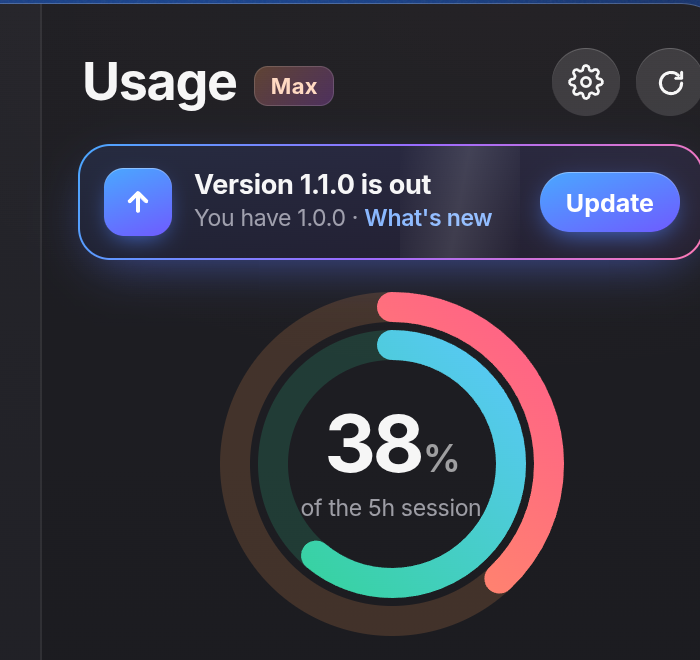 Usage Max
Version 1.1.0 is out
You have 1.0.0 · What's new
Update
38%
of the 5h session